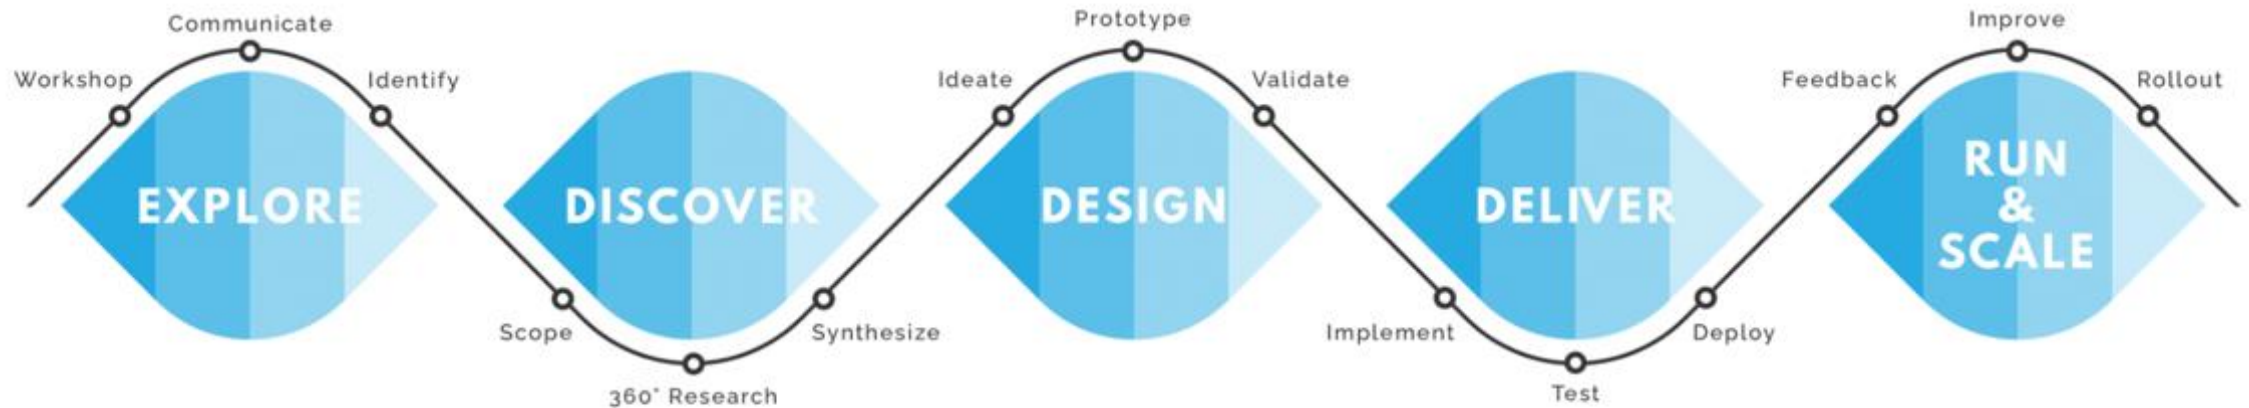 Communicate
Workshop
Identify
EXPLORE
Scope
360° Research
Synthesize
DISCOVER
Prototype
Ideate
Validate
DESIGN
Implement
Test
Deploy
DELIVER
Improve
Feedback
Rollout
RUN
&
SCALE